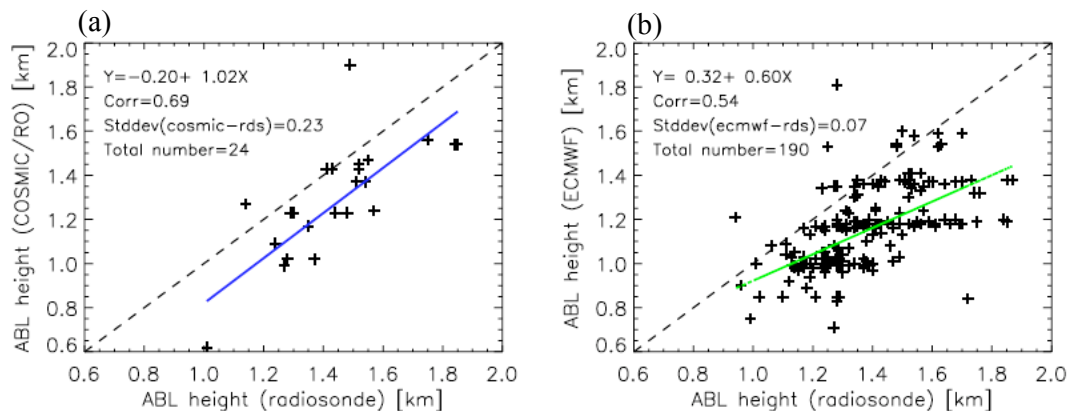 (a)
ABL height (COSMIC/RO) [km]
2.0
1.8
1.6
1.4
1.2
1.0
0.8
0.6
Y=−0.20+ 1.02X
Corr=0.69
Stddev(cosmic−rds)=0.23
Total number=24
0.6 0.8 1.0 1.2 1.4 1.6 1.8 2.0
ABL height (radiosonde) [km]
(b)
ABL height (ECMWF) [km]
2.0
1.8
1.6
1.4
1.2
1.0
0.8
0.6
Y= 0.32+ 0.60X
Corr=0.54
Stddev(ecmwf−rds)=0.07
Total number=190
0.6 0.8 1.0 1.2 1.4 1.6 1.8 2.0
ABL height (radiosonde) [km]